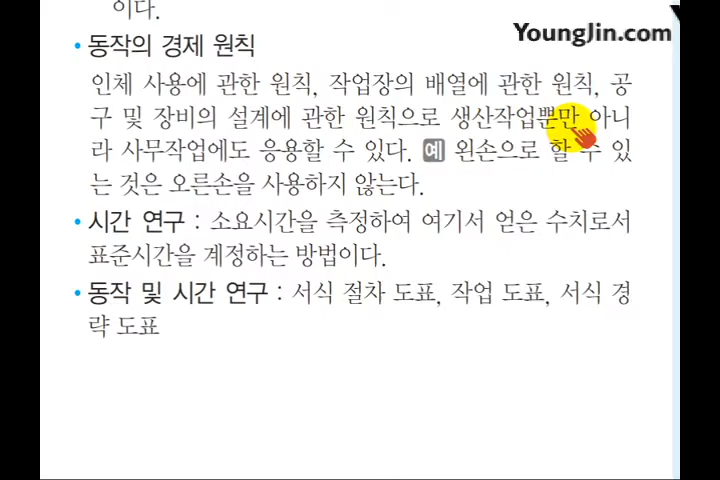 이다.
YoungJin.com
• 동작의 경제 원칙
인체 사용에 관한 원칙, 작업장의 배열에 관한 원칙, 공
구 및 장비의 설계에 관한 원칙으로 생산작업뿐만 아니
라 사무작업에도 응용할 수 있다. 예 왼손으로 할 수 있
는 것은 오른손을 사용하지 않는다.
• 시간 연구 : 소요시간을 측정하여 여기서 얻은 수치로서
표준시간을 계정하는 방법이다.
• 동작 및 시간 연구 : 서식 절차 도표, 작업 도표, 서식 경
략 도표